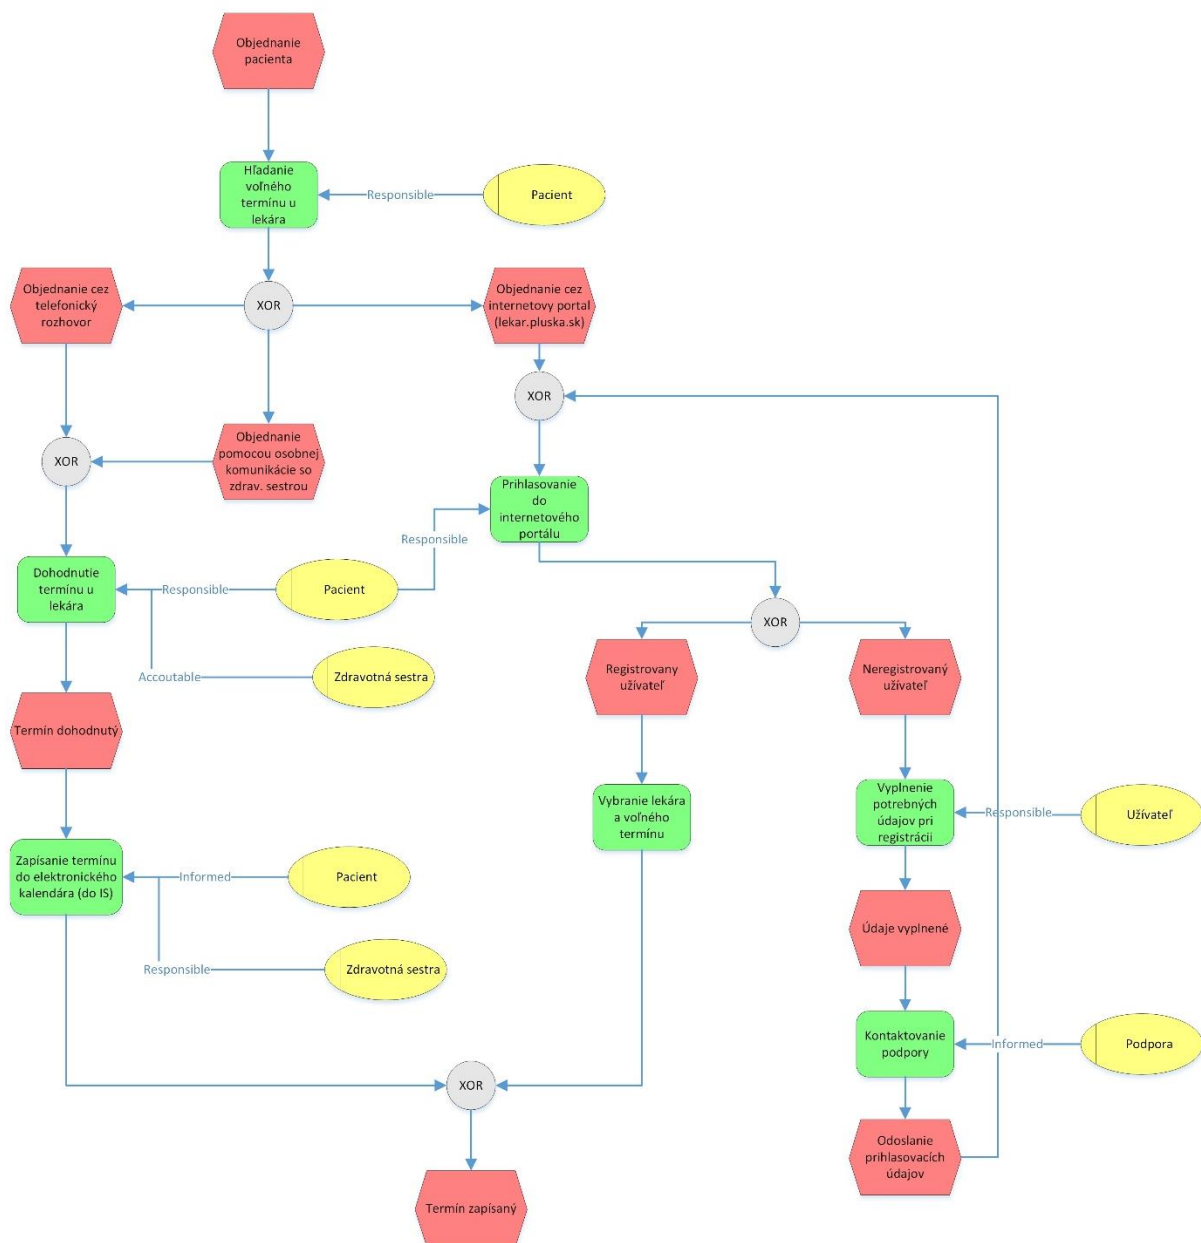 Objednanie
pacienta
Hľadanie
voľného
termínu u
lekára
Responsible
Pacient
Objednanie cez
telefonický
rozhovor
XOR
Objednanie cez
internetovy portal
(lekar.pluska.sk)
XOR
XOR
Objednanie
pomocou osobnej
komunikácie so
zdrav. sestrou
Prihlasovanie
do
internetového
portálu
Responsible
Dohodnutie
termínu u
lekára
Responsible
Pacient
XOR
Accoutable
Zdravotná sestra
Registrovany
užívateľ
Neregistrovaný
užívateľ
Termín dohodnutý
Vybranie lekára
a voľného
termínu
Vyplnenie
potrebných
údajov pri
registrácii
Responsible
Užívateľ
Zapísanie termínu
do elektronického
kalendára (do IS)
Informed
Pacient
Údaje vyplnené
Responsible
Zdravotná sestra
Kontaktovanie
podpory
Informed
Podpora
XOR
Odoslanie
prihlasovacích
údajov
Termín zapísaný